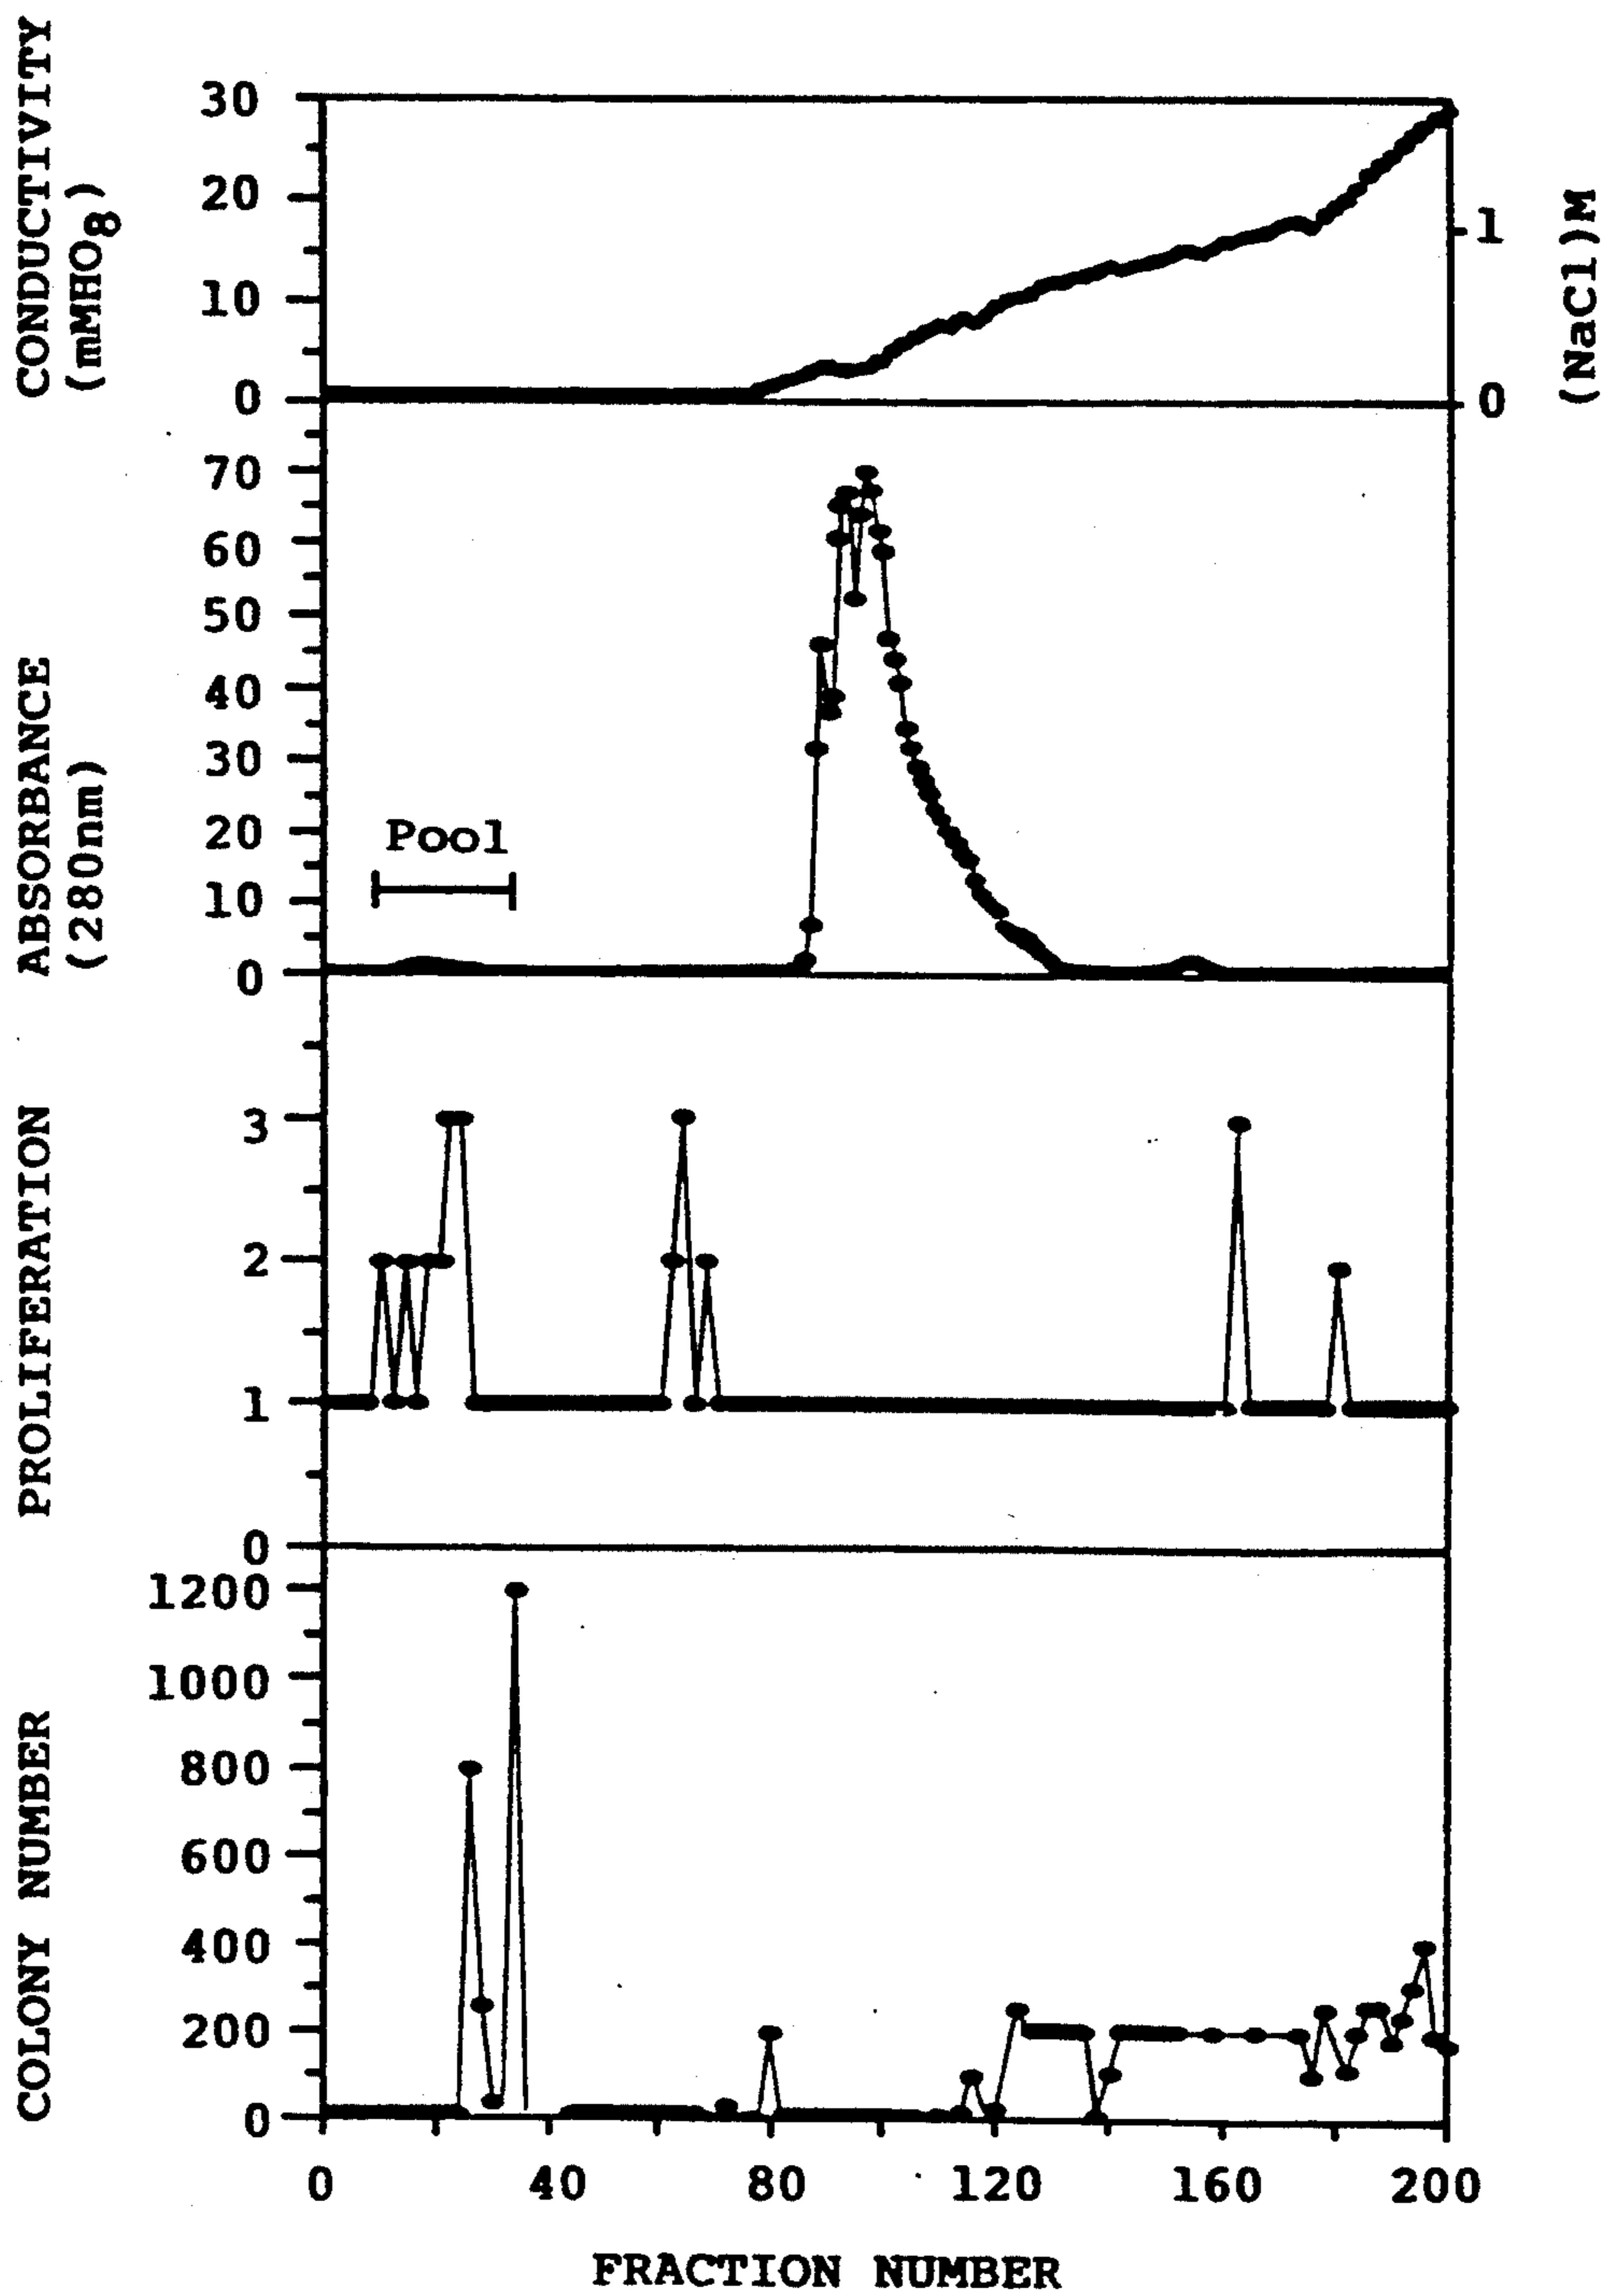 CONDUCTIVITY
(mMHO8)
30
20
10
0
1
0
(NaCl)M
ABSORBANCE
(280nm)
70
60
50
40
30
20
10
0
Pool
PROLIFERATION
3
2
1
0
COLONY NUMBER
1200
1000
800
600
400
200
0
0 40 80 120 160 200
FRACTION NUMBER